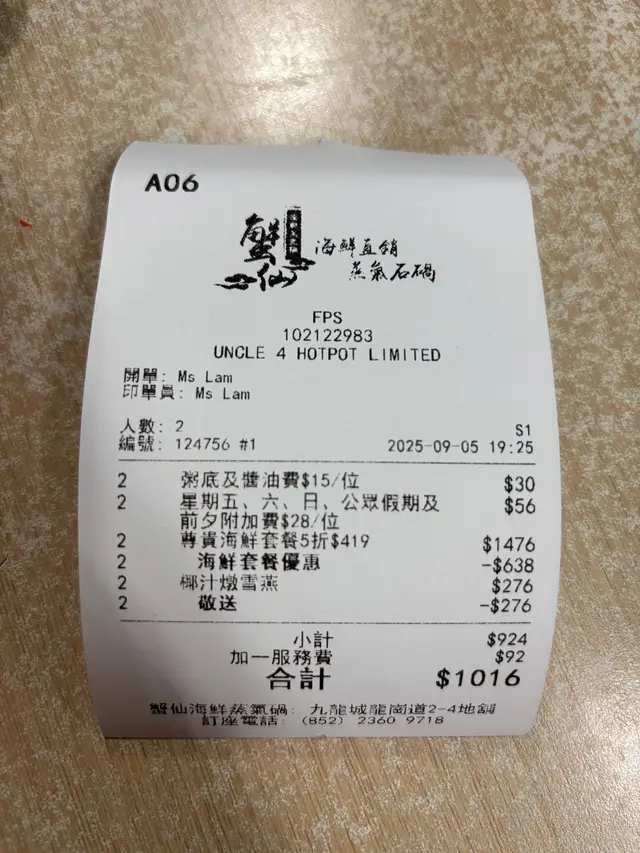 A06
蟹仙
海鮮直銷
蒸氣石鍋
FPS
102122983
UNCLE 4 HOTPOT LIMITED
開單: Ms Lam
印單員: Ms Lam
人數: 2 S1
編號: 124756 #1 2025-09-05 19:25
2 粥底及醬油費$15/位 $30
2 星期五、六、日、公眾假期及 $56
前夕附加費$28/位
2 尊貴海鮮套餐5折$419 $1476
2 海鮮套餐優惠 -$638
2 椰汁燉雪燕 $276
2 敬送 -$276
小計 $924
加一服務費 $92
合計 $1016
蟹仙海鮮蒸氣鍋: 九龍城龍崗道2-4地舖
訂座電話: (852) 2360 9718